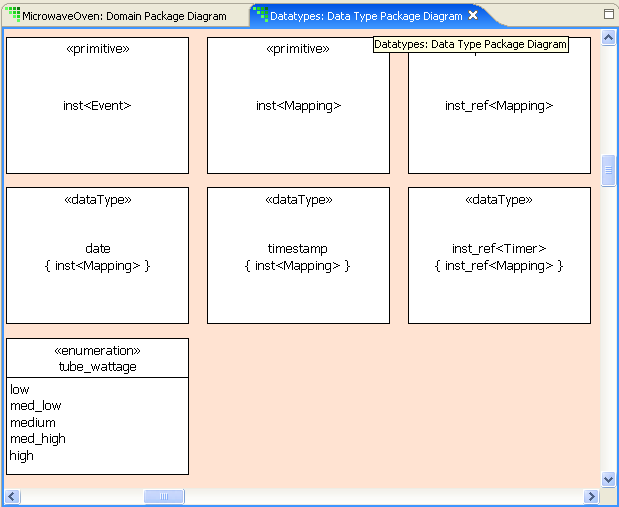 MicrowaveOven: Domain Package Diagram
Datatypes: Data Type Package Diagram
Datatypes: Data Type Package Diagram
«primitive»
inst<Event>
«primitive»
inst<Mapping>
inst_ref<Mapping>
«dataType»
date
{ inst<Mapping> }
«dataType»
timestamp
{ inst<Mapping> }
«dataType»
inst_ref<Timer>
{ inst_ref<Mapping> }
«enumeration»
tube_wattage
low
med_low
medium
med_high
high